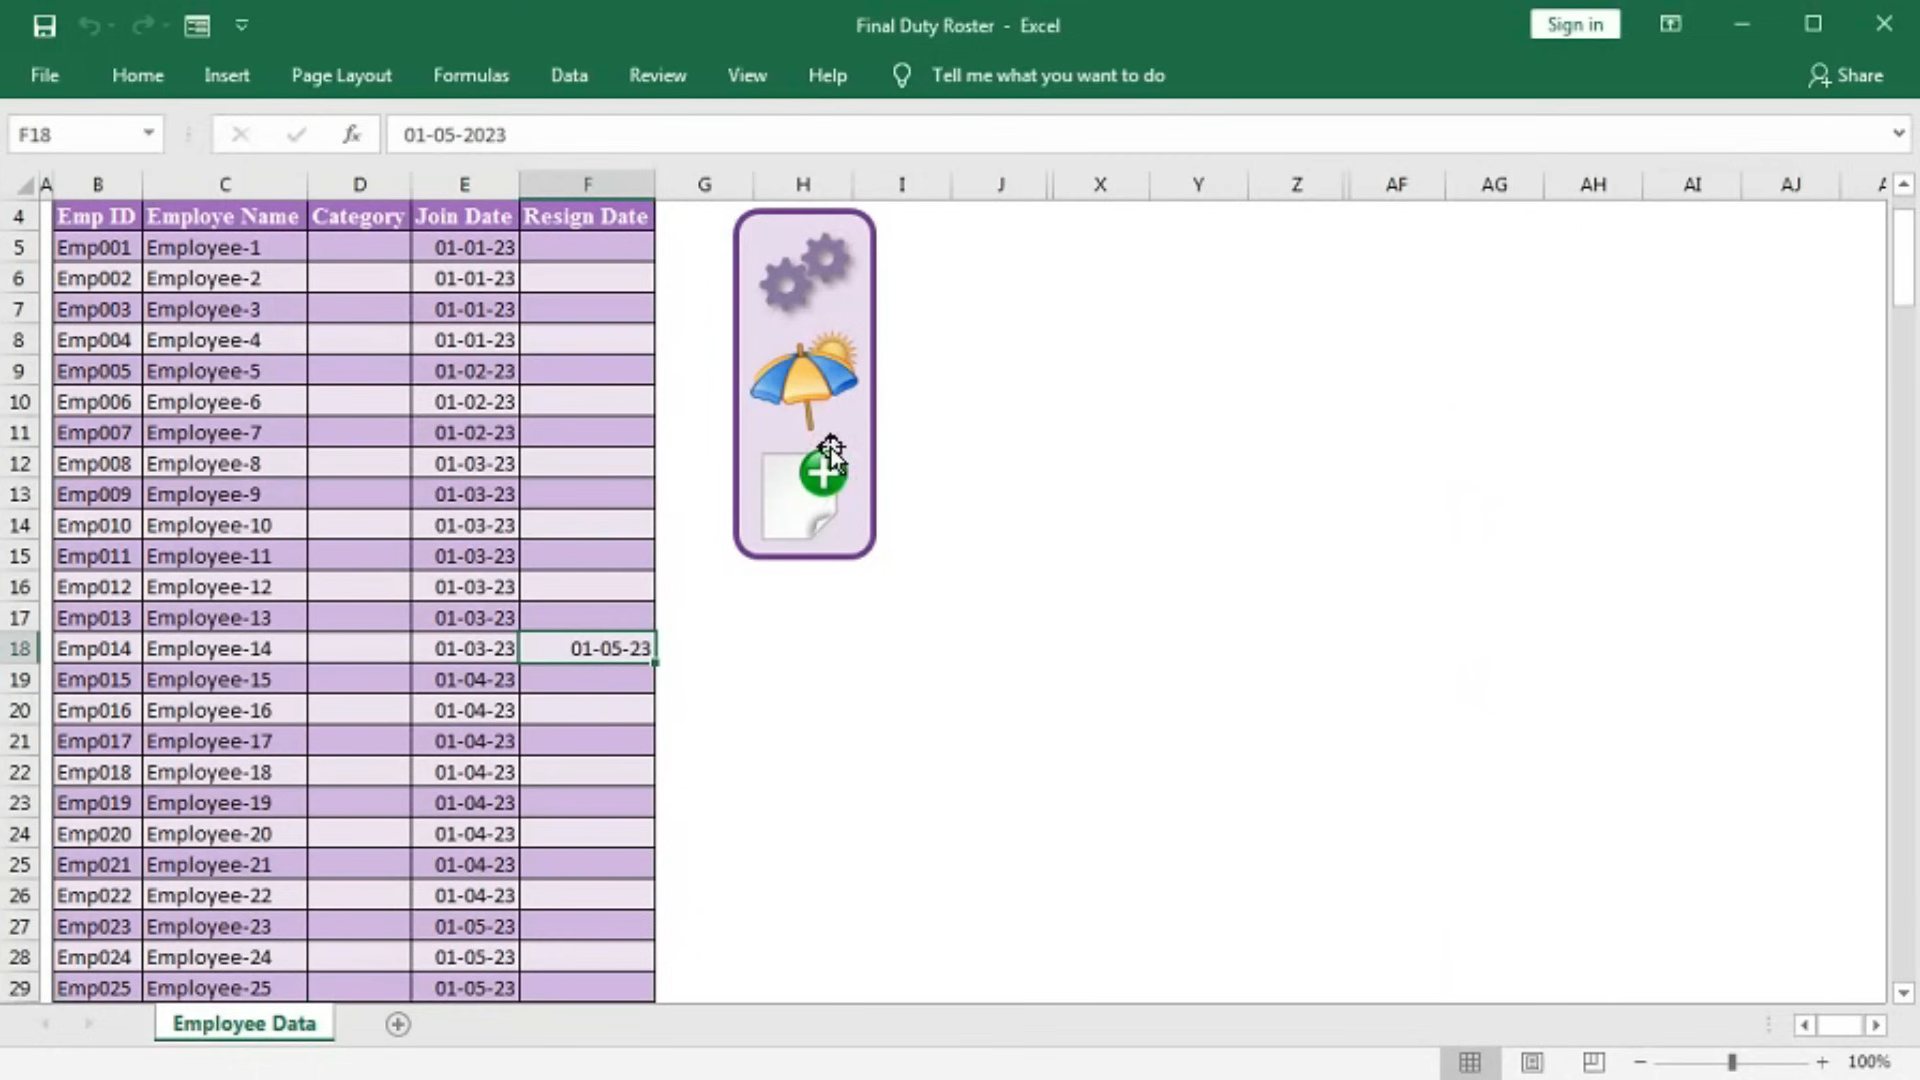 Final Duty Roster - Excel
Sign in
File Home Insert Page Layout Formulas Data Review View Help Tell me what you want to do Share
F18 fx 01-05-2023
A B C D E F G H I J X Y Z AF AG AH AI AJ
4 Emp ID Employe Name Category Join Date Resign Date
5 Emp001 Employee-1 01-01-23
6 Emp002 Employee-2 01-01-23
7 Emp003 Employee-3 01-01-23
8 Emp004 Employee-4 01-01-23
9 Emp005 Employee-5 01-02-23
10 Emp006 Employee-6 01-02-23
11 Emp007 Employee-7 01-02-23
12 Emp008 Employee-8 01-03-23
13 Emp009 Employee-9 01-03-23
14 Emp010 Employee-10 01-03-23
15 Emp011 Employee-11 01-03-23
16 Emp012 Employee-12 01-03-23
17 Emp013 Employee-13 01-03-23
18 Emp014 Employee-14 01-03-23 01-05-23
19 Emp015 Employee-15 01-04-23
20 Emp016 Employee-16 01-04-23
21 Emp017 Employee-17 01-04-23
22 Emp018 Employee-18 01-04-23
23 Emp019 Employee-19 01-04-23
24 Emp020 Employee-20 01-04-23
25 Emp021 Employee-21 01-04-23
26 Emp022 Employee-22 01-04-23
27 Emp023 Employee-23 01-05-23
28 Emp024 Employee-24 01-05-23
29 Emp025 Employee-25 01-05-23
Employee Data
100%